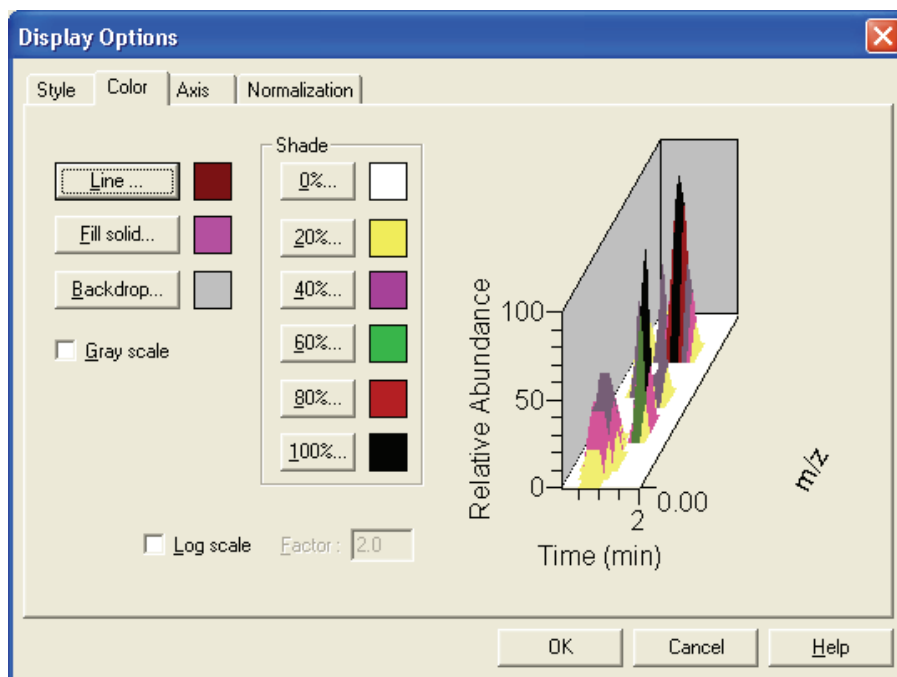 Display Options
Style Color Axis Normalization
Shade
Line ...
0%...
Fill solid...
20%...
Backdrop...
40%...
Gray scale
60%...
80%...
100%...
Log scale Factor : 2.0
Relative Abundance
100
50
0
0.00
2
Time (min)
m/z
OK Cancel Help